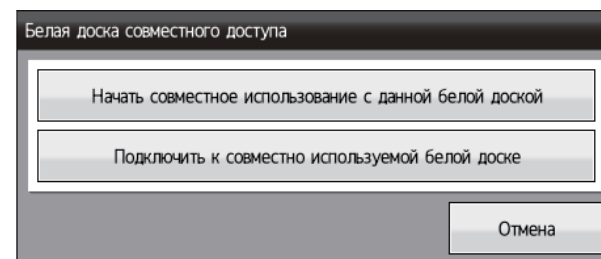 Белая доска совместного доступа
Начать совместное использование с данной белой доской
Подключить к совместно используемой белой доске
Отмена